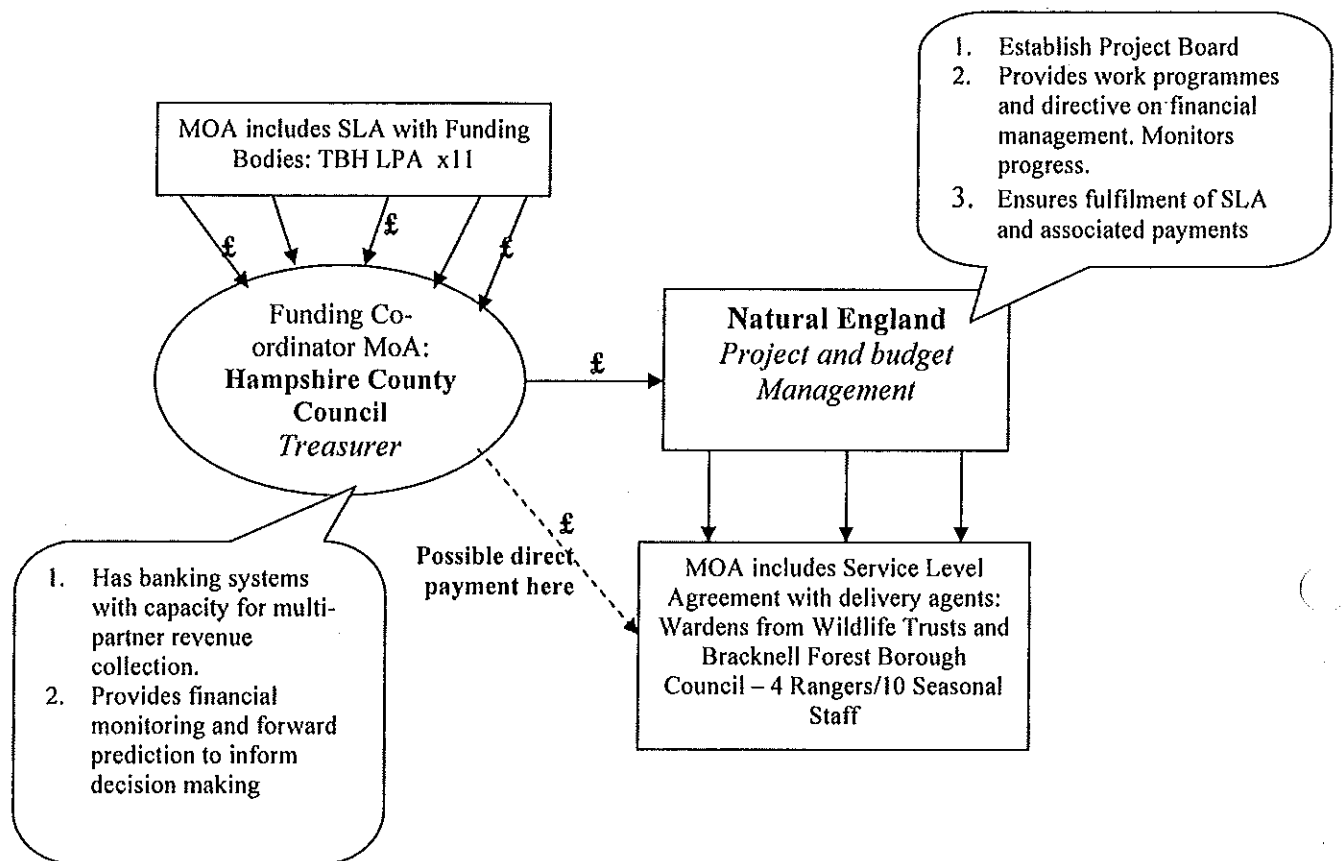 1. Establish Project Board
2. Provides work programmes
and directive on financial
management. Monitors
progress.
3. Ensures fulfilment of SLA
and associated payments
MOA includes SLA with Funding
Bodies: TBH LPA x11
£
£
£
Funding Co-
ordinator MoA:
Hampshire County
Council
Treasurer
£
Natural England
Project and budget
Management
£
Possible direct
payment here
1. Has banking systems
with capacity for multi-
partner revenue
collection.
2. Provides financial
monitoring and forward
prediction to inform
decision making
MOA includes Service Level
Agreement with delivery agents:
Wardens from Wildlife Trusts and
Bracknell Forest Borough
Council – 4 Rangers/10 Seasonal
Staff